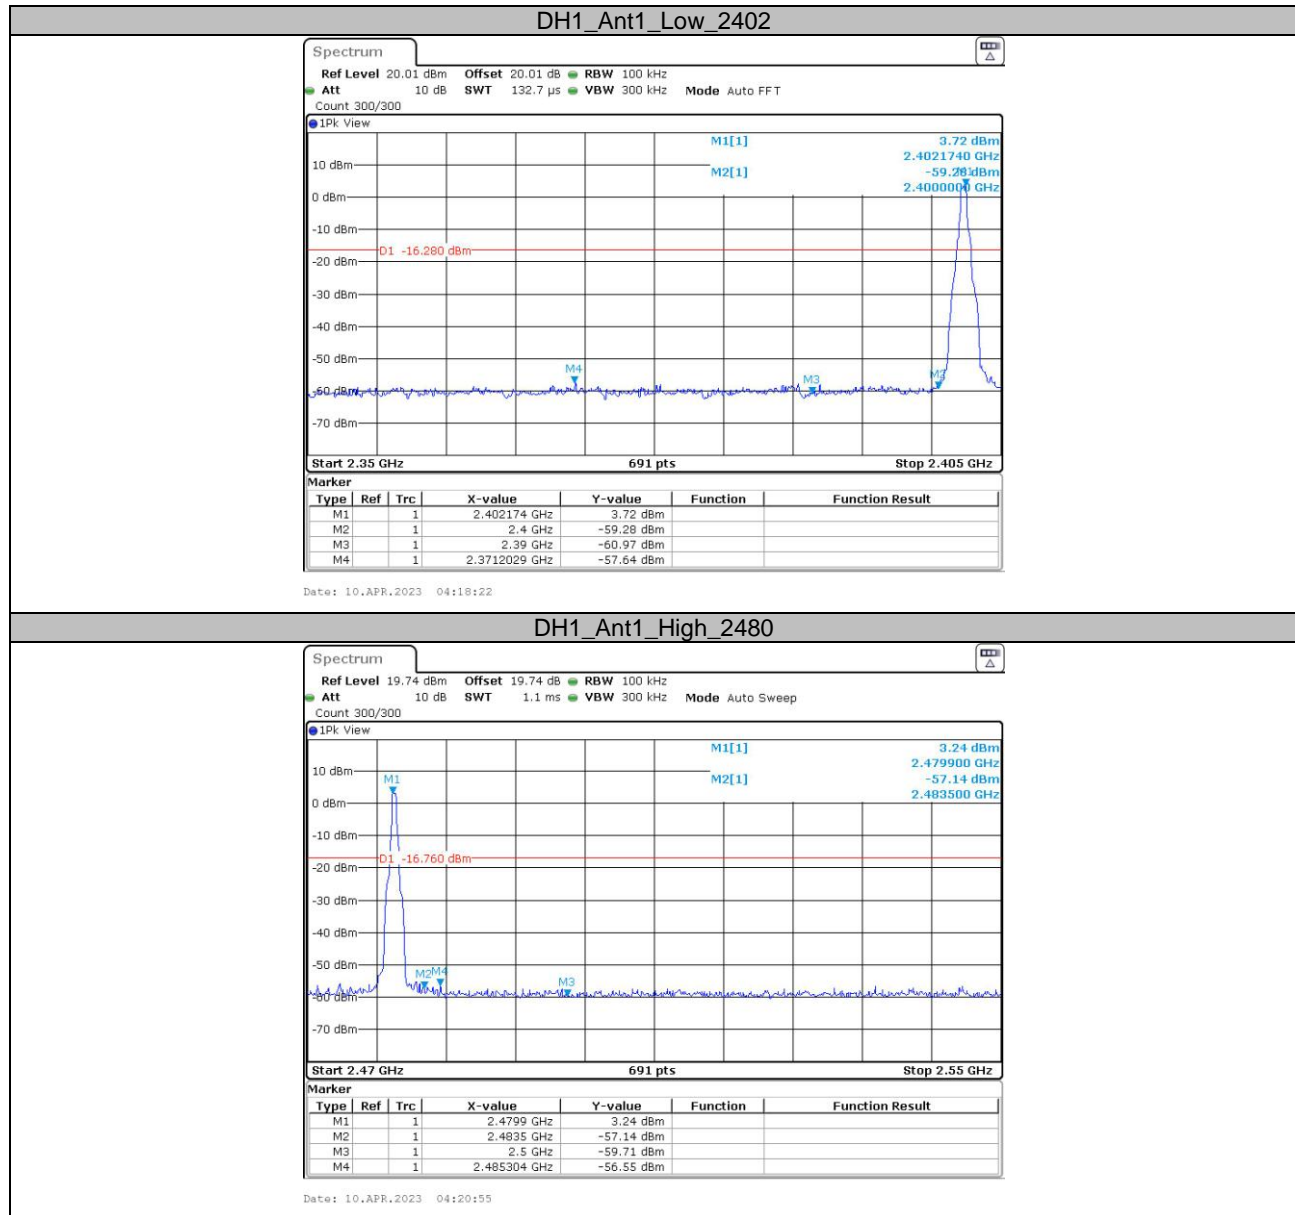 DH1_Ant1_Low_2402
Spectrum
Ref Level 20.01 dBm Offset 20.01 dB RBW 100 kHz
Att 10 dB SWT 132.7 µs VBW 300 kHz Mode Auto FFT
Count 300/300
1Pk View
M1[1] 3.72 dBm
2.4021740 GHz
M2[1] -59.28 dBm
2.4000000 GHz
M1
10 dBm
0 dBm
-10 dBm
D1 -16.280 dBm
-20 dBm
-30 dBm
-40 dBm
-50 dBm
M4
M3
M2
-60 dBm
-70 dBm
Start 2.35 GHz 691 pts Stop 2.405 GHz
Marker
Type Ref Trc X-value Y-value Function Function Result
M1 1 2.402174 GHz 3.72 dBm
M2 1 2.4 GHz -59.28 dBm
M3 1 2.39 GHz -60.97 dBm
M4 1 2.3712029 GHz -57.64 dBm
Date: 10.APR.2023 04:18:22
DH1_Ant1_High_2480
Spectrum
Ref Level 19.74 dBm Offset 19.74 dB RBW 100 kHz
Att 10 dB SWT 1.1 ms VBW 300 kHz Mode Auto Sweep
Count 300/300
1Pk View
M1[1] 3.24 dBm
2.479900 GHz
10 dBm
M1
M2[1] -57.14 dBm
2.483500 GHz
0 dBm
-10 dBm
D1 -16.760 dBm
-20 dBm
-30 dBm
-40 dBm
-50 dBm
M2 M4
M3
-60 dBm
-70 dBm
Start 2.47 GHz 691 pts Stop 2.55 GHz
Marker
Type Ref Trc X-value Y-value Function Function Result
M1 1 2.4799 GHz 3.24 dBm
M2 1 2.4835 GHz -57.14 dBm
M3 1 2.5 GHz -59.71 dBm
M4 1 2.485304 GHz -56.55 dBm
Date: 10.APR.2023 04:20:55